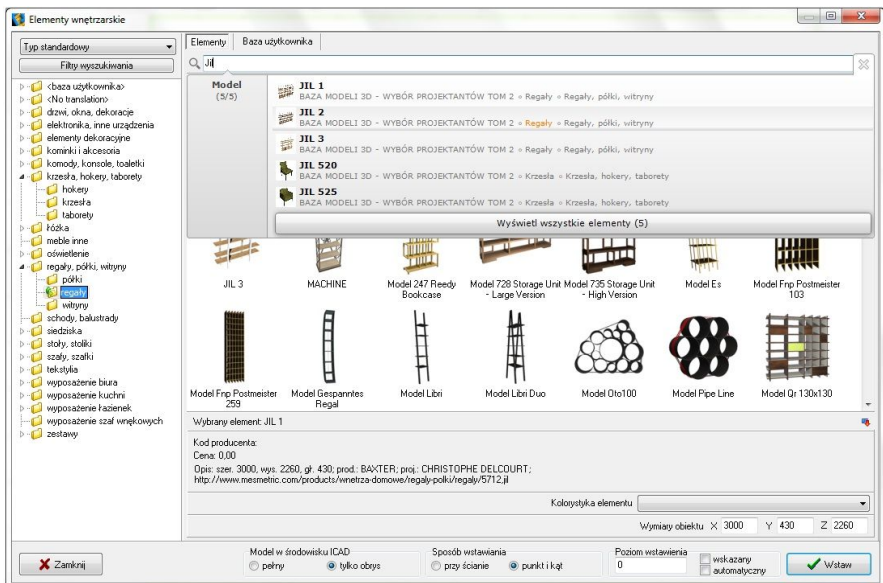 Elementy wnętrzarskie
Typ standardowy
Filtry wyszukiwania
<baza użytkownika>
<No translation>
drzwi, okna, dekoracje
elektronika, inne urządzenia
elementy dekoracyjne
kominki i akcesoria
komody, konsole, toaletki
krzesła, hokery, taborety
hokery
krzesła
taborety
łóżka
meble inne
oświetlenie
regały, półki, witryny
półki
regały
witryny
schody, balustrady
siedziska
stoły, stoliki
szafy, szafki
tekstylia
wyposażenie biura
wyposażenie kuchni
wyposażenie łazienek
wyposażenie szaf wnękowych
zestawy
Elementy Baza użytkownika
Jil
Model
(5/5)
JIL 1
BAZA MODELI 3D - WYBÓR PROJEKTANTÓW TOM 2 » Regały » Regały, półki, witryny
JIL 2
BAZA MODELI 3D - WYBÓR PROJEKTANTÓW TOM 2 » Regały » Regały, półki, witryny
JIL 3
BAZA MODELI 3D - WYBÓR PROJEKTANTÓW TOM 2 » Regały » Regały, półki, witryny
JIL 520
BAZA MODELI 3D - WYBÓR PROJEKTANTÓW TOM 2 » Krzesła » Krzesła, hokery, taborety
JIL 525
BAZA MODELI 3D - WYBÓR PROJEKTANTÓW TOM 2 » Krzesła » Krzesła, hokery, taborety
Wyświetl wszystkie elementy (5)
JIL 3
MACHINE
Model 247 Reedy
Bookcase
Model 728 Storage Unit
- Large Version
Model 735 Storage Unit
- High Version
Model Es
Model Fnp Postmeister
103
Model Fnp Postmeister
259
Model Gespanntes
Regal
Model Libri
Model Libri Duo
Model Oto100
Model Pipe Line
Model Qr 130x130
Wybrany element: JIL 1
Kod producenta:
Cena: 0,00
Opis: szer. 3000, wys. 2260, gł. 430; prod.: BAXTER; proj.: CHRISTOPHE DELCOURT;
http://www.mesmetric.com/products/wnetrza-domowe/regaly-polki/regaly/5712,jil
Kolorystyka elementu
Wymiary obiektu X 3000 Y 430 Z 2260
Zamknij
Model w środowisku ICAD
pełny tylko obrys
Sposób wstawiania
przy ścianie punkt i kąt
Poziom wstawienia
0
wskazany
automatyczny
Wstaw